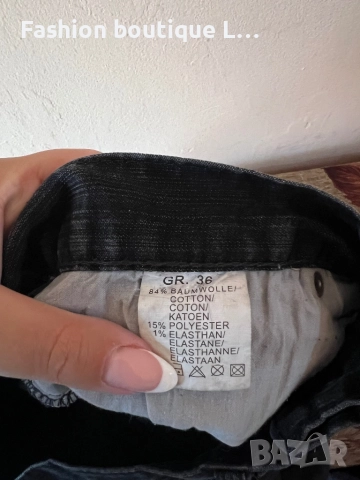 Fashion boutique L...
GR. 36
84% BAUMWOLLE/
COTTON/
COTON/
KATOEN
15% POLYESTER
1% ELASTHAN/
ELASTANE/
ELASTHANNE/
ELASTAAN
BAZAR